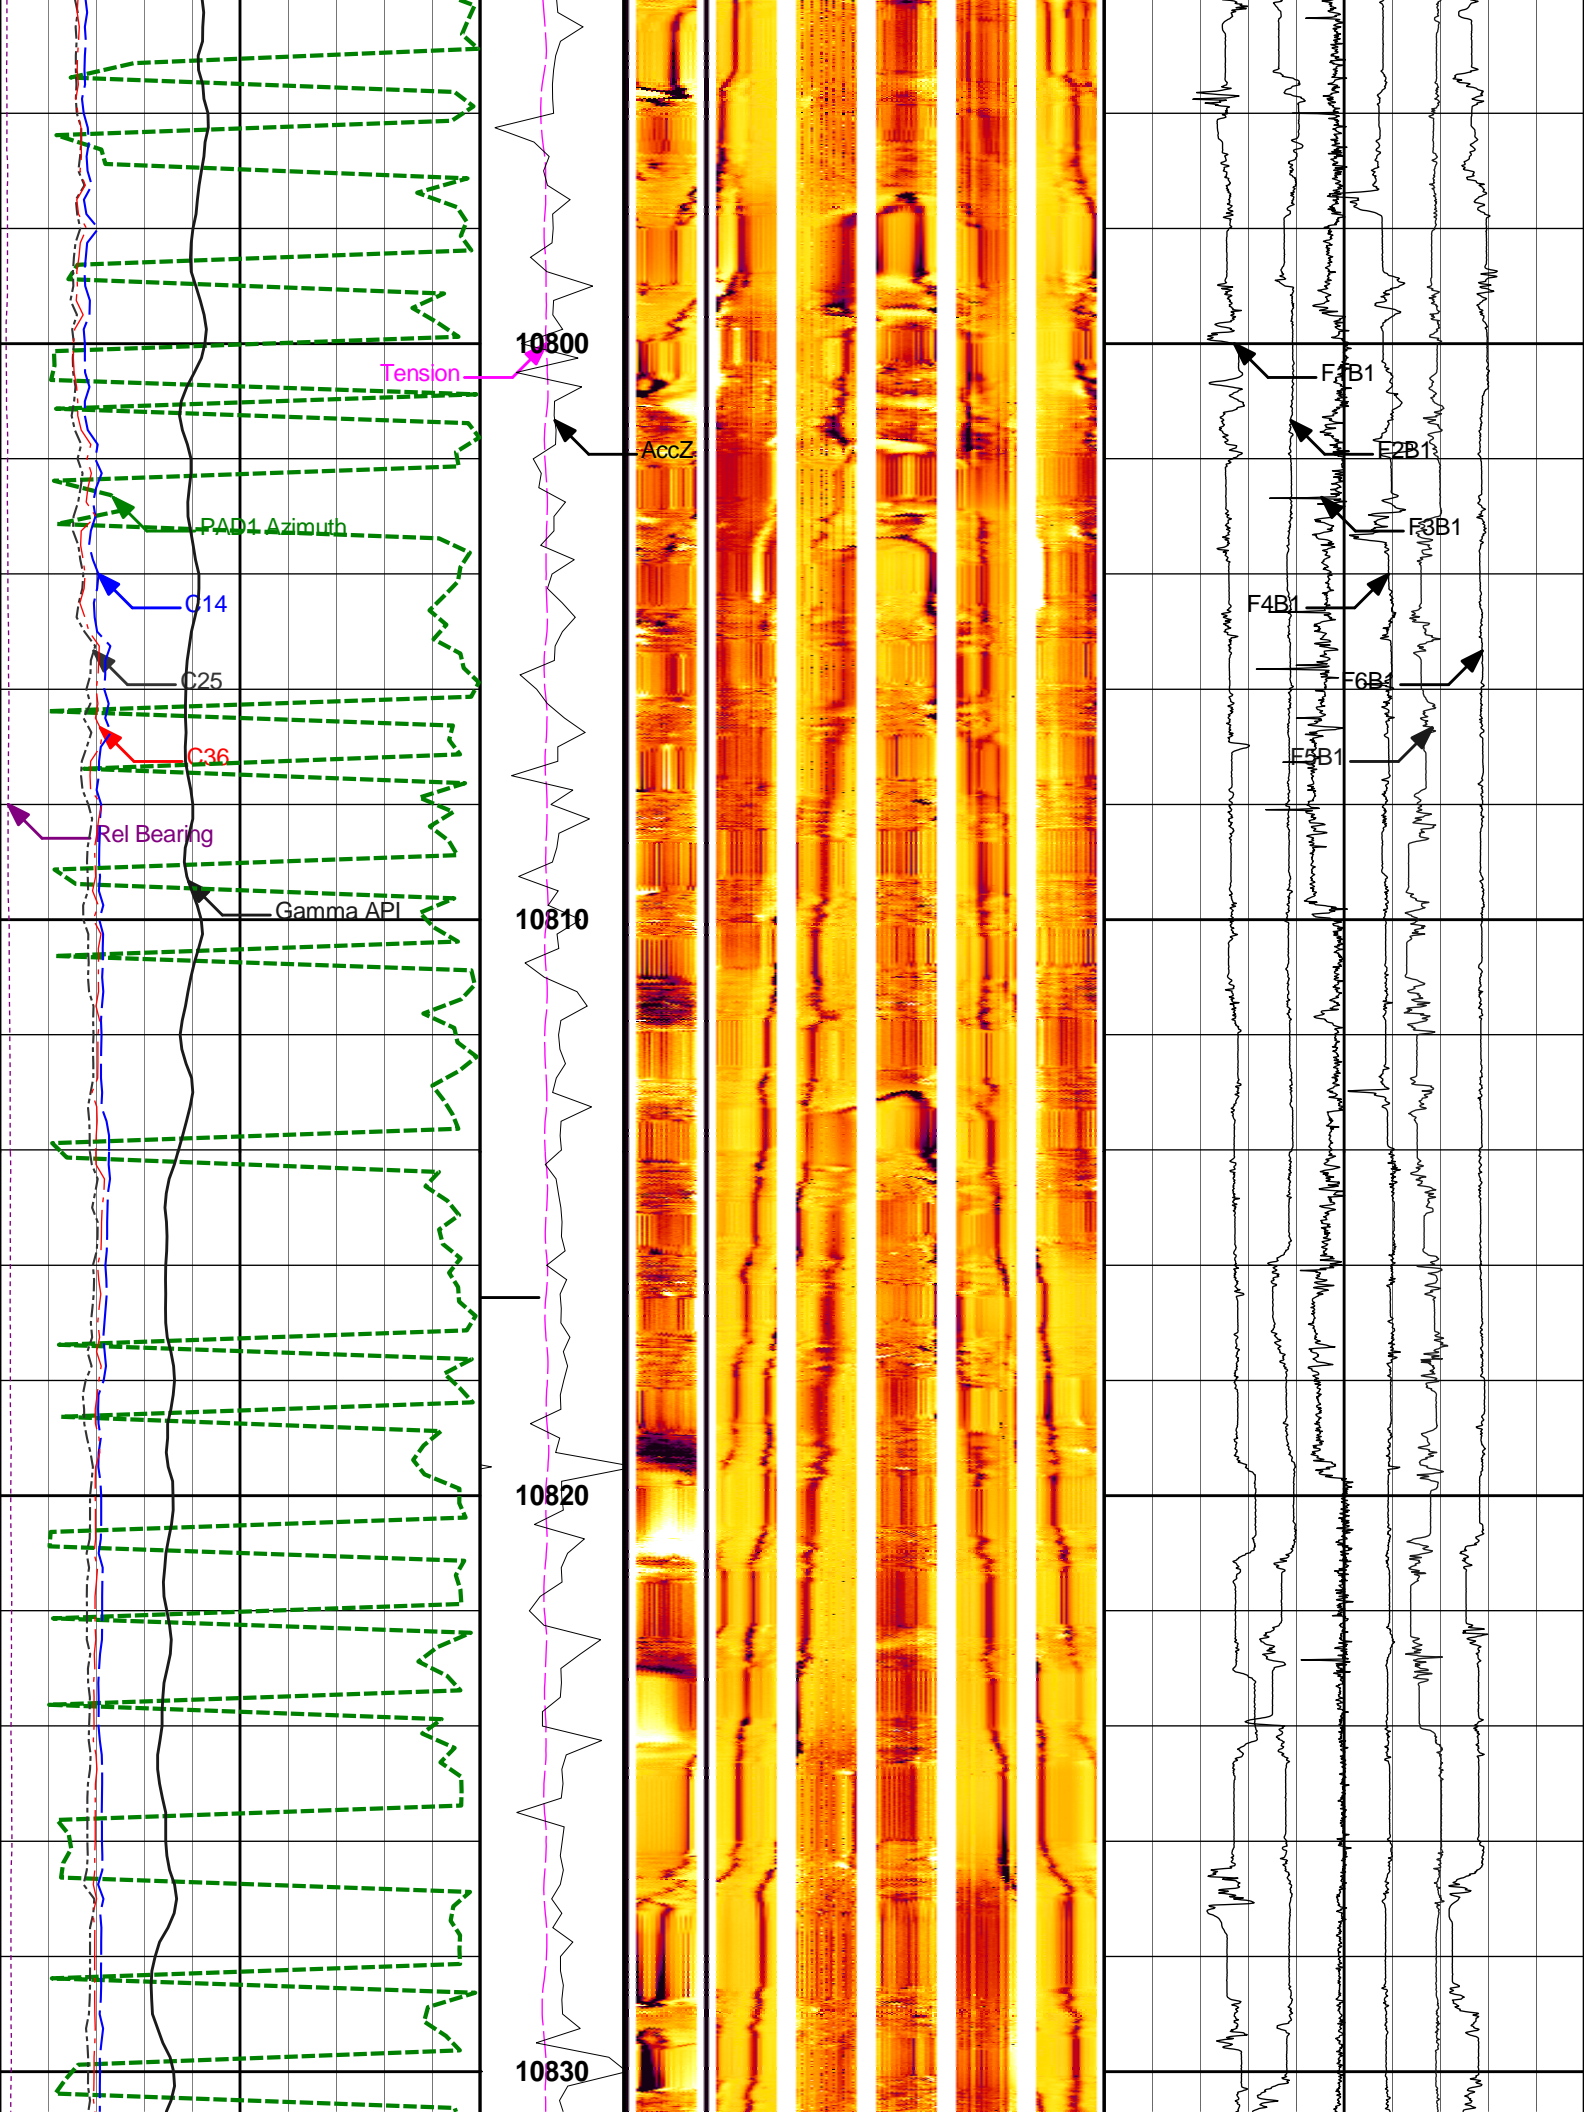 10800
Tension
F1B1
AccZ
F2B1
PAD1 Azimuth
F3B1
C14
F4B1
C25
F6B1
C36
F5B1
Rel Bearing
Gamma API
10810
10820
10830